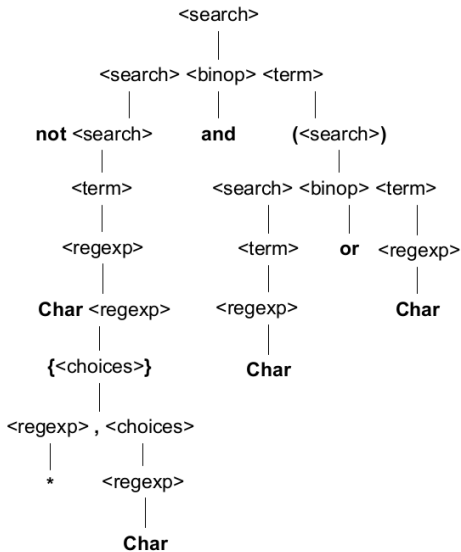 <search>
<search> <binop> <term>
not <search> and (<search>)
<term> <search> <binop> <term>
<regexp> <term> or <regexp>
Char <regexp> <regexp> Char
{<choices>} Char
<regexp> , <choices>
* <regexp>
Char